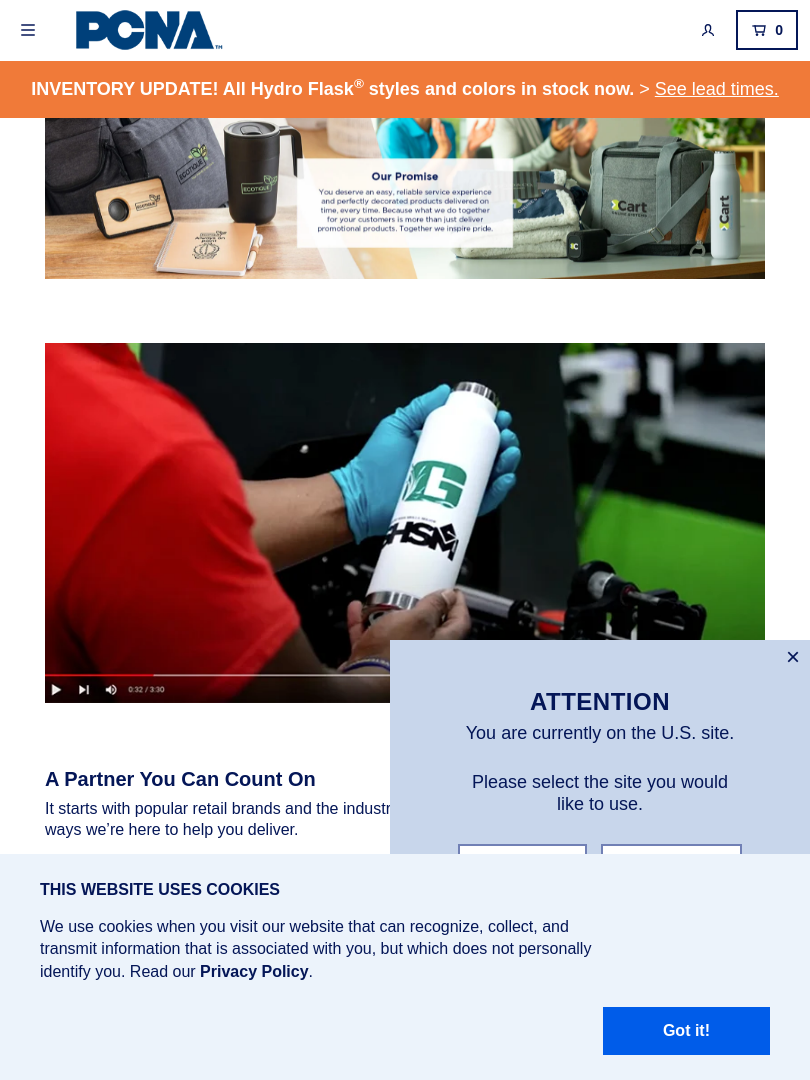 PCNA™
0
INVENTORY UPDATE! All Hydro Flask® styles and colors in stock now. > See lead times.
ECOTIQUE
ECOTIQUE
ECOTIQUE
Our Promise
You deserve an easy, reliable service experience
and perfectly decorated products delivered on
time, every time. Because what we do together
for your customers is more than just deliver
promotional products. Together we inspire pride.
Cart
Cart
G
GHSM
0:32 / 3:30
ATTENTION
You are currently on the U.S. site.
Please select the site you would
like to use.
A Partner You Can Count On
It starts with popular retail brands and the industr
ways we’re here to help you deliver.
THIS WEBSITE USES COOKIES
We use cookies when you visit our website that can recognize, collect, and
transmit information that is associated with you, but which does not personally
identify you. Read our Privacy Policy.
Got it!